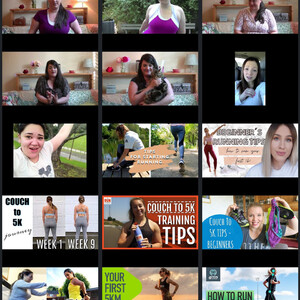 TIPS
FOR STARTING
RUNNING
BEGINNER'S
RUNNING TIPS
COUCH
to 5K
journey
WEEK 1 WEEK 9
COUCH TO 5K
TRAINING
TIPS
Couch to
5K TIPS -
BEGINNERS
YOUR
FIRST
5KM
HOW TO RUN